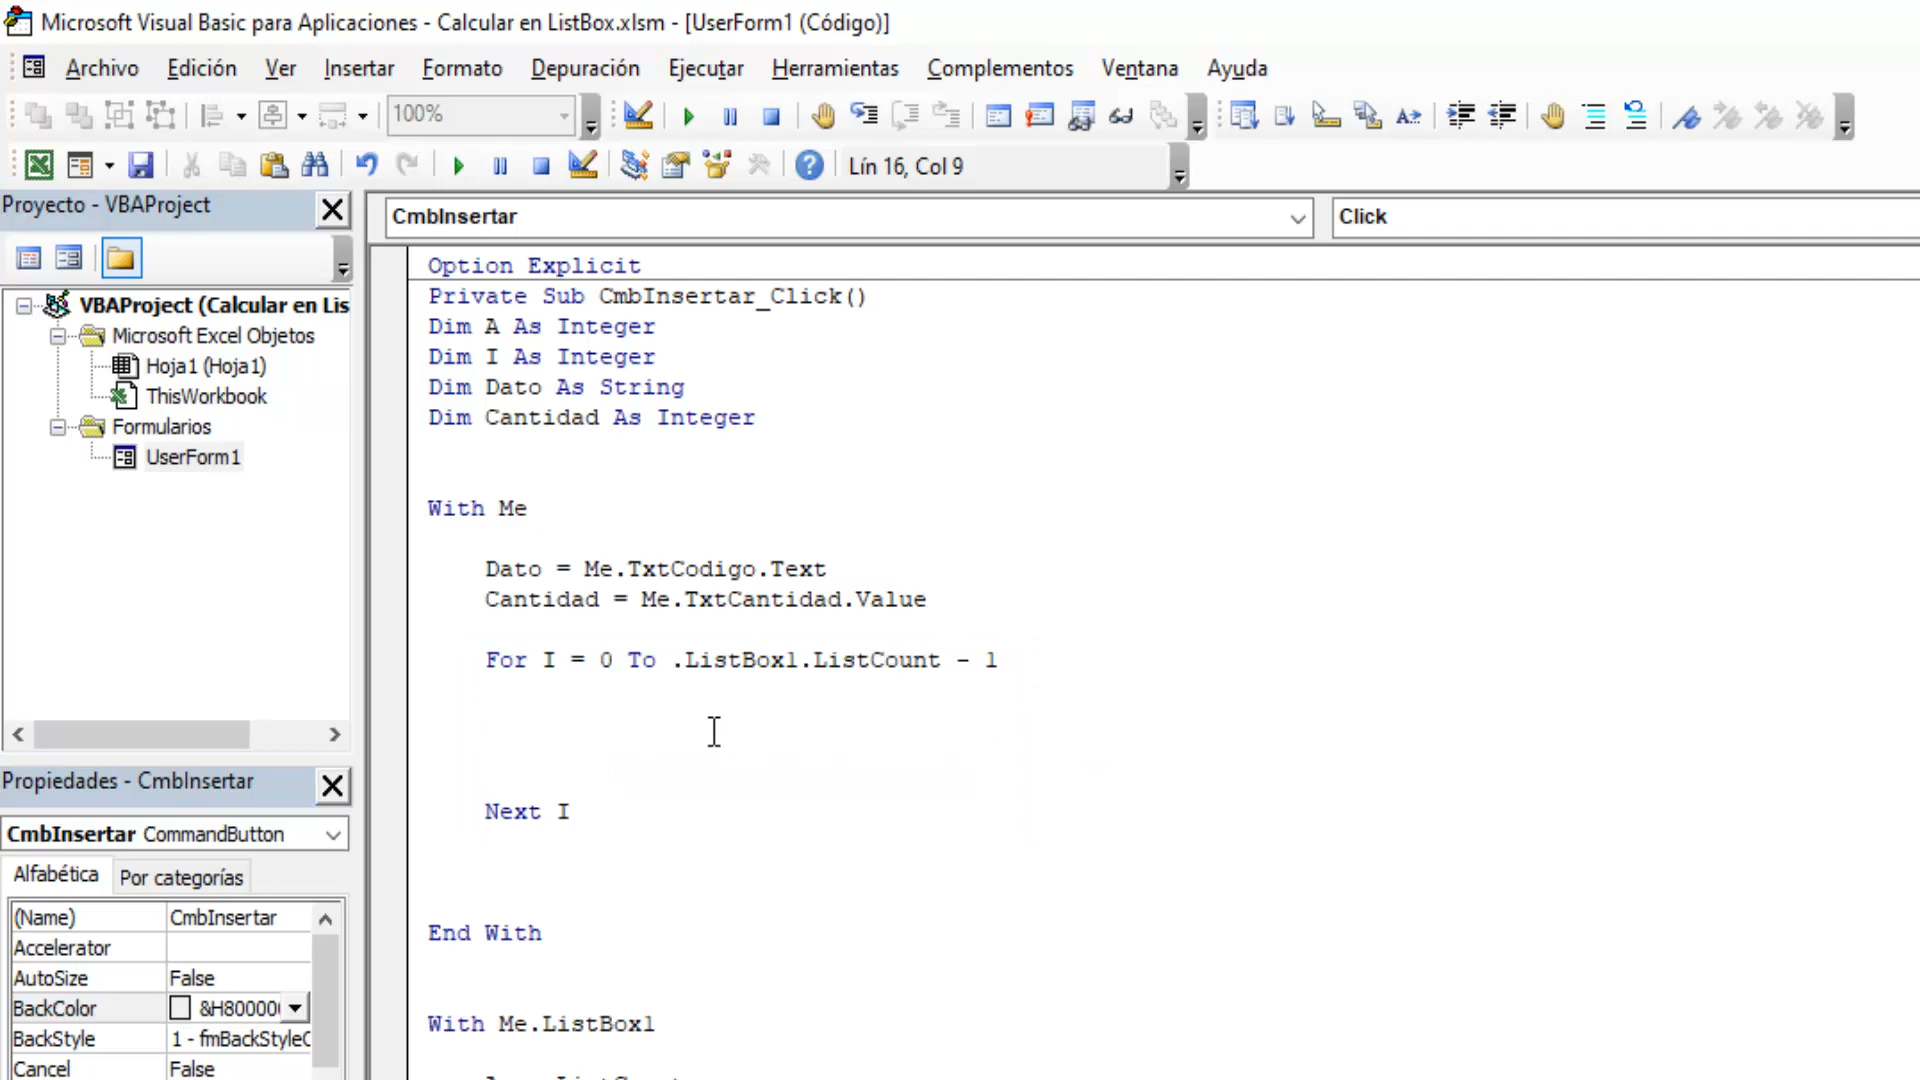 Microsoft Visual Basic para Aplicaciones - Calcular en ListBox.xlsm - [UserForm1 (Código)]
Archivo Edición Ver Insertar Formato Depuración Ejecutar Herramientas Complementos Ventana Ayuda
100%
Lín 16, Col 9
Proyecto - VBAProject
CmbInsertar
Click
VBAProject (Calcular en Lis
Microsoft Excel Objetos
Hoja1 (Hoja1)
ThisWorkbook
Formularios
UserForm1
Propiedades - CmbInsertar
CmbInsertar CommandButton
Alfabética Por categorías
(Name) CmbInsertar
Accelerator
AutoSize False
BackColor &H80000
BackStyle 1 - fmBackStyle
Cancel False
Option Explicit
Private Sub CmbInsertar_Click()
Dim A As Integer
Dim I As Integer
Dim Dato As String
Dim Cantidad As Integer
With Me
Dato = Me.TxtCodigo.Text
Cantidad = Me.TxtCantidad.Value
For I = 0 To .ListBox1.ListCount - 1
Next I
End With
With Me.ListBox1